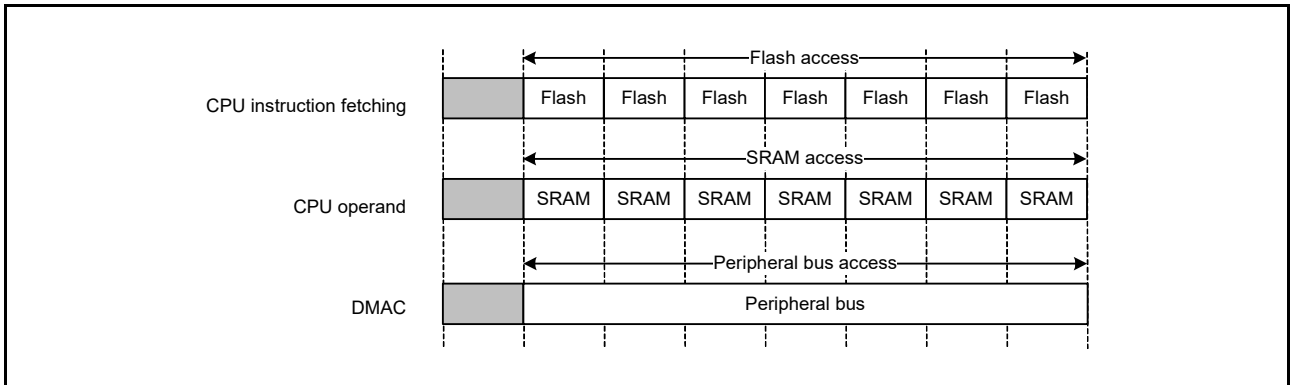 Flash access
CPU instruction fetching Flash Flash Flash Flash Flash Flash Flash
SRAM access
CPU operand SRAM SRAM SRAM SRAM SRAM SRAM SRAM
Peripheral bus access
DMAC Peripheral bus